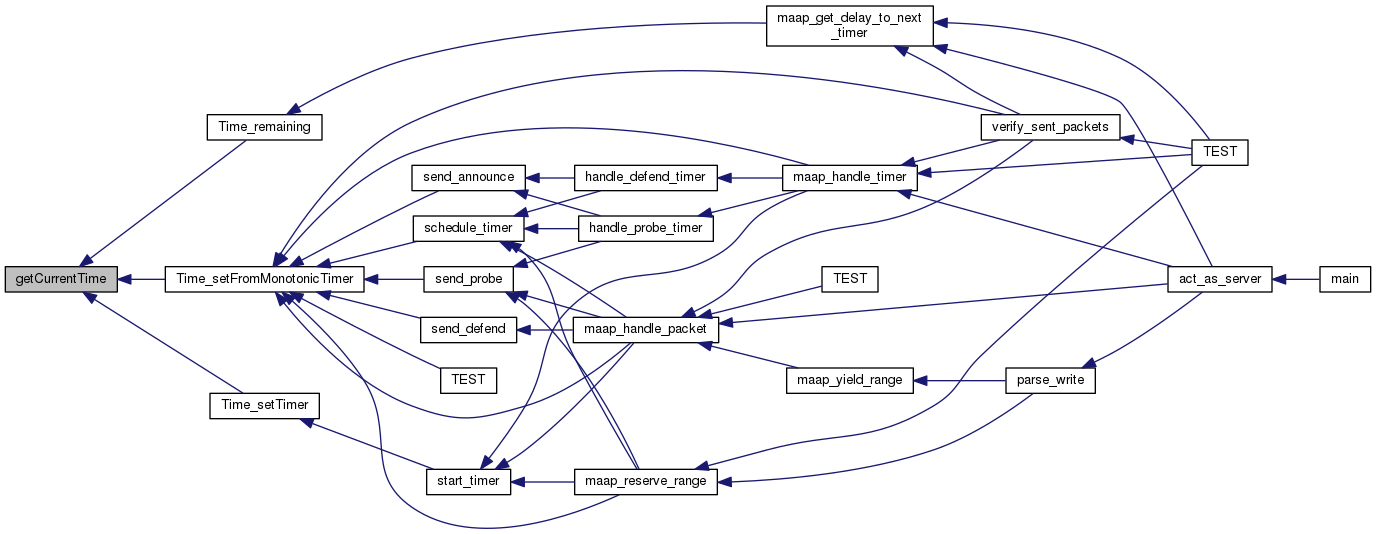 maap_get_delay_to_next
_timer
Time_remaining
verify_sent_packets
TEST
send_announce
handle_defend_timer
maap_handle_timer
schedule_timer
handle_probe_timer
getCurrentTime
Time_setFromMonotonicTimer
send_probe
TEST
act_as_server
main
send_defend
maap_handle_packet
TEST
maap_yield_range
parse_write
Time_setTimer
start_timer
maap_reserve_range